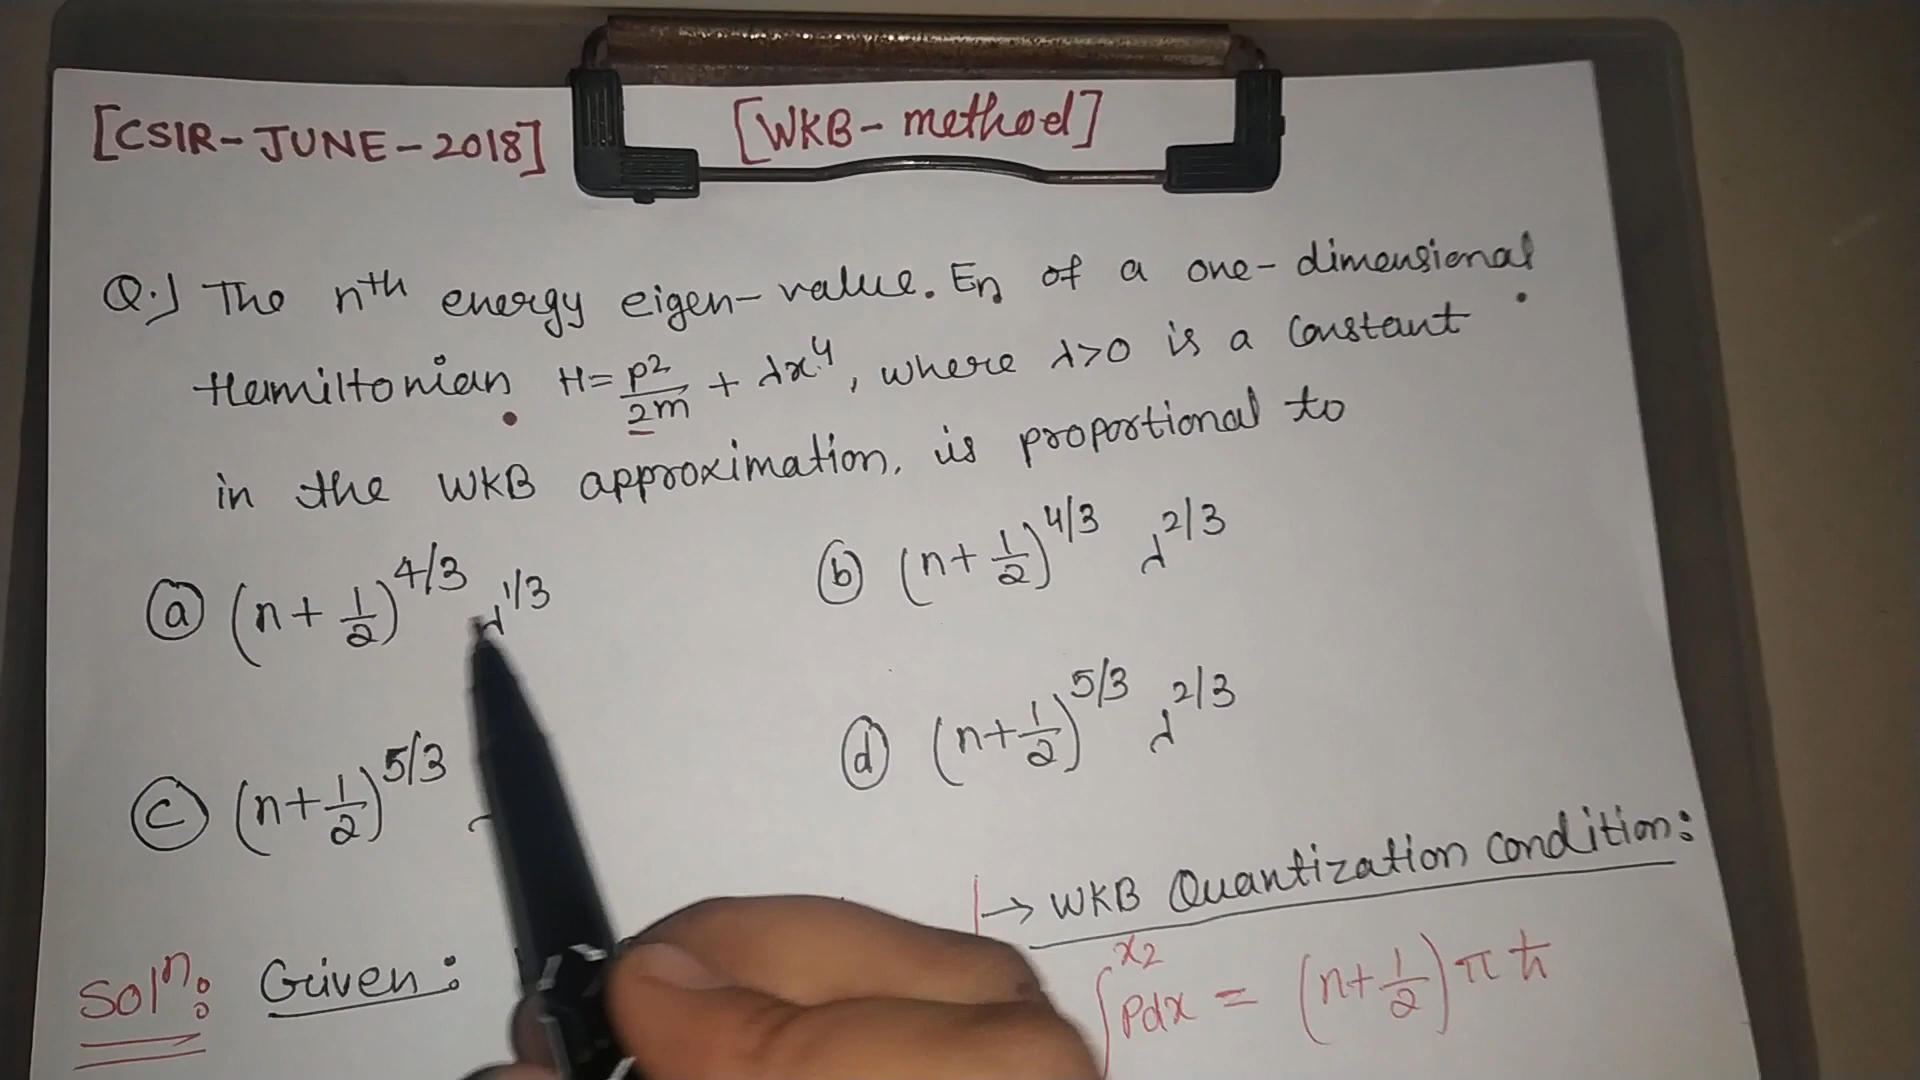 [CSIR-JUNE-2018]
[WKB-method]
Q.) The nth energy eigen-value. En of a one-dimensional
Hamiltonian H = p²/2m + λx⁴, where λ>0 is a constant
in the WKB approximation, is proportional to
(a) (n+1/2)^4/3 λ^1/3
(b) (n+1/2)^4/3 λ^2/3
(c) (n+1/2)^5/3
(d) (n+1/2)^5/3 λ^2/3
→ WKB Quantization condition:
Solⁿ: Given:
∫ x2 Pdx = (n+1/2)πħ